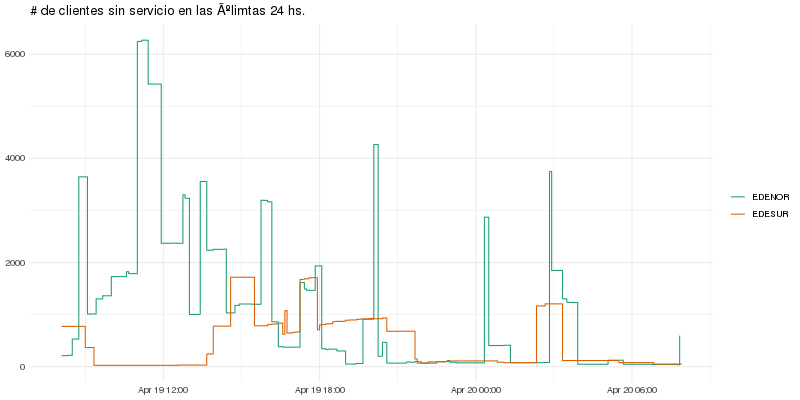 # de clientes sin servicio en las Ãºlimtas 24 hs.
6000
4000
2000
0
Apr 19 12:00
Apr 19 18:00
Apr 20 00:00
Apr 20 06:00
EDENOR
EDESUR